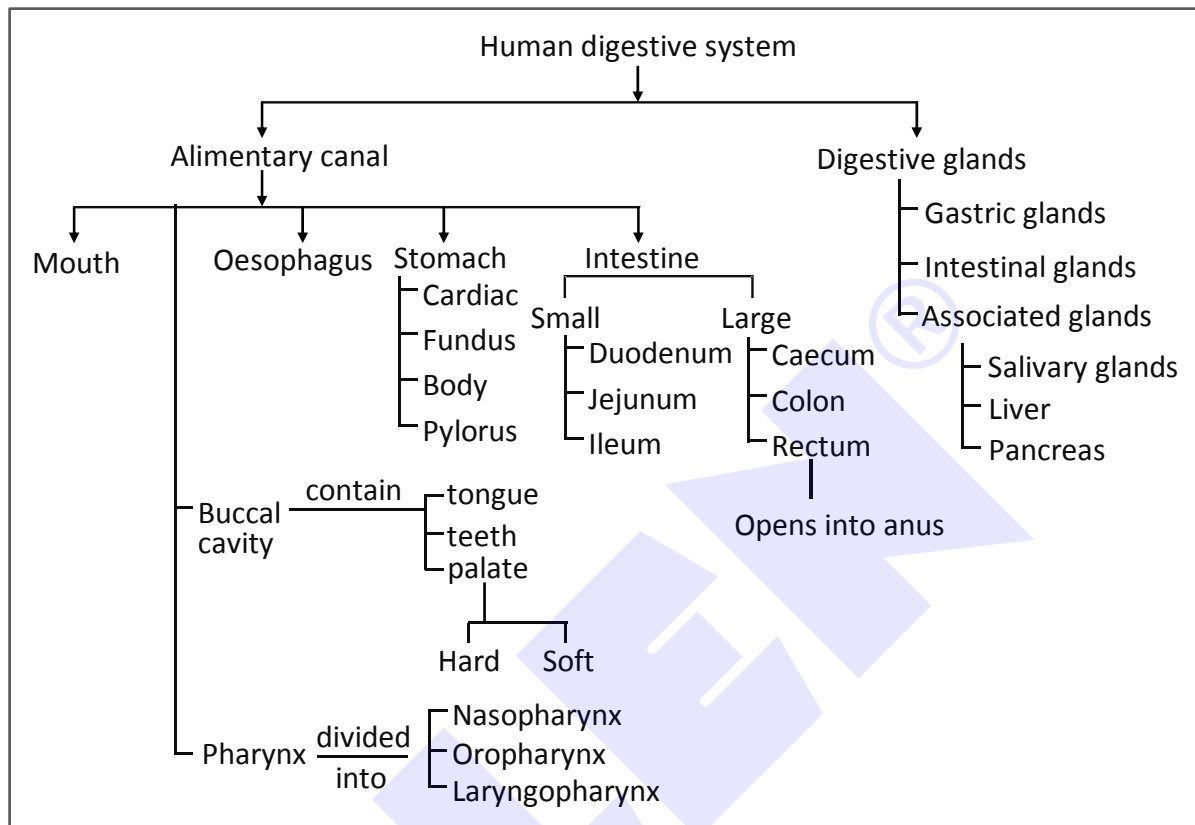 Human digestive system
Alimentary canal
Digestive glands
Gastric glands
Intestinal glands
Associated glands
Salivary glands
Liver
Pancreas
Mouth
Oesophagus
Stomach
Cardiac
Fundus
Body
Pylorus
Intestine
Small
Duodenum
Jejunum
Ileum
Large
Caecum
Colon
Rectum
Opens into anus
Buccal
cavity
contain
tongue
teeth
palate
Hard
Soft
Pharynx
divided
into
Nasopharynx
Oropharynx
Laryngopharynx
®